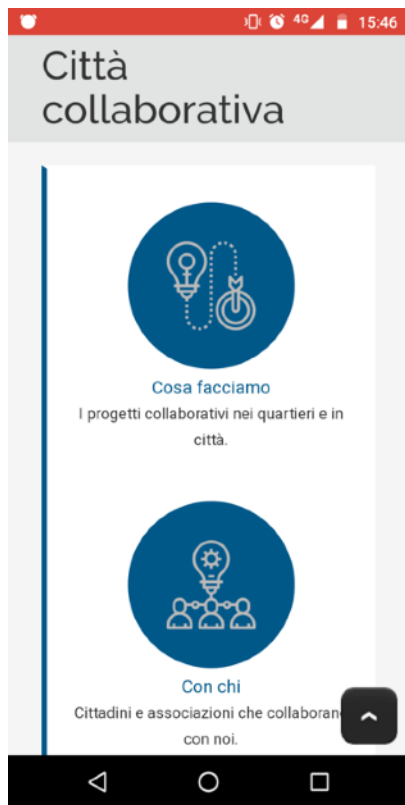 4G 15:46
Città
collaborativa
Cosa facciamo
I progetti collaborativi nei quartieri e in
città.
Con chi
Cittadini e associazioni che collaboran
con noi.